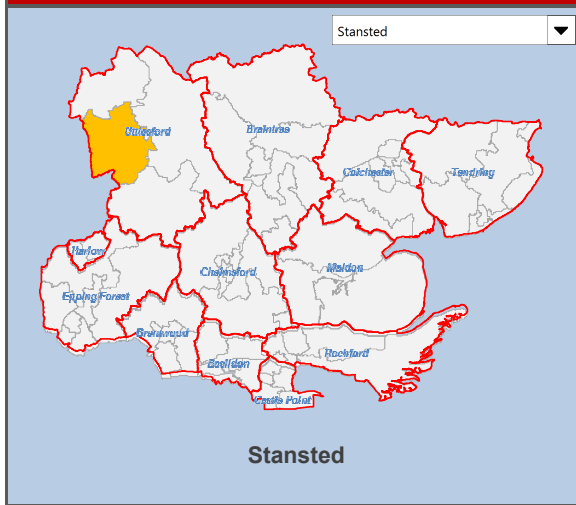 Stansted
Uttlesford
Braintree
Colchester
Tendring
Harlow
Chelmsford
Maldon
Epping Forest
Brentwood
Rochford
Basildon
Castle Point
Stansted